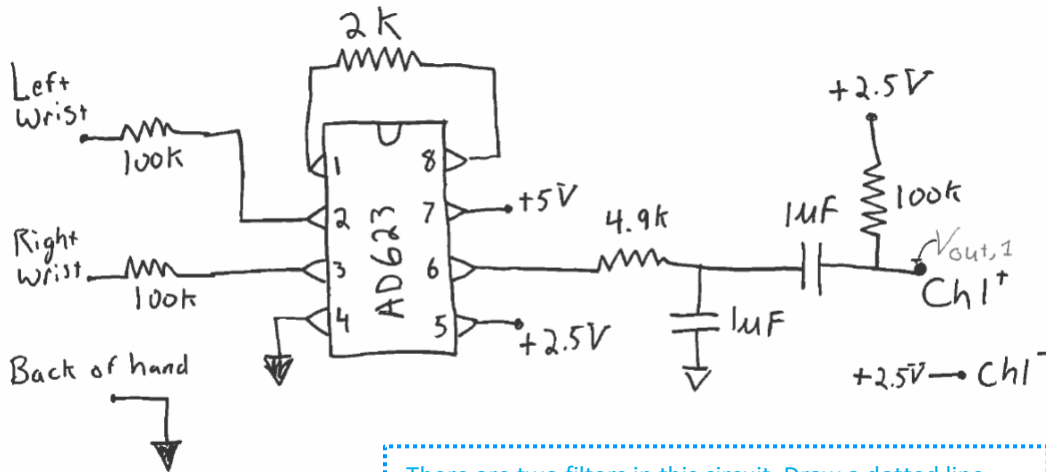 2K
Left
Wrist
100k
Right
Wrist
100k
Back of hand
1
2
3
4
8
7
6
5
AD623
+5V
+2.5V
4.9k
1µF
1µF
+2.5V
100k
Vout,1
Ch1+
+2.5V Ch1-
There are two filters in this circuit. Draw a dotted line